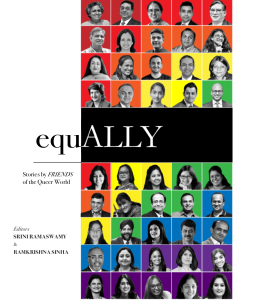 equALLY
Stories by FRIENDS
of the Queer World
Editors
SRINI RAMASWAMY
&
RAMKRISHNA SINHA